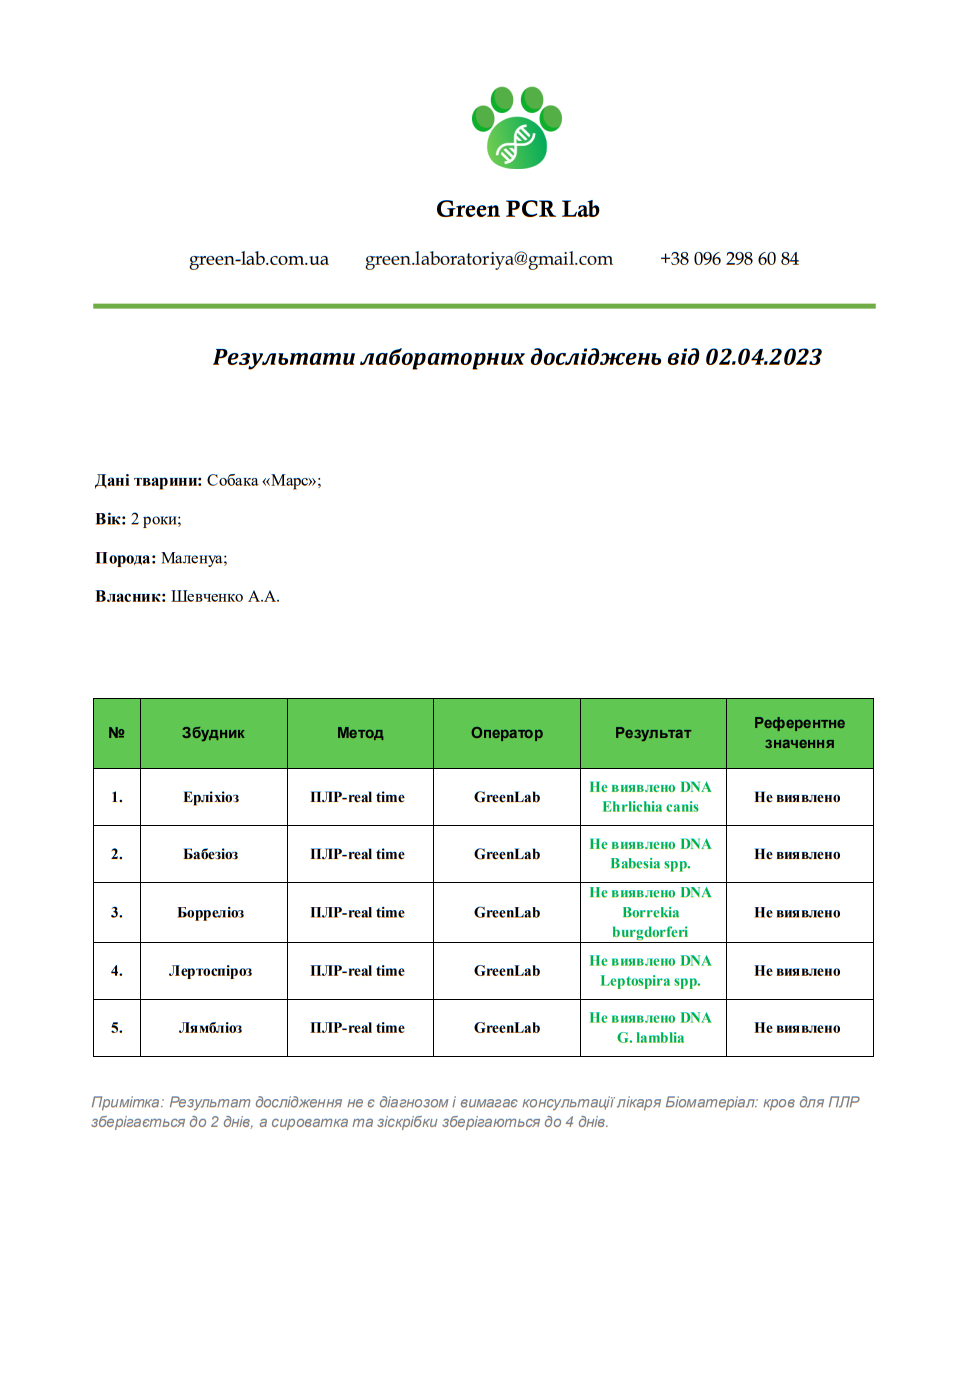 Green PCR Lab
green-lab.com.ua green.laboratoriya@gmail.com +38 096 298 60 84
Результати лабораторних досліджень від 02.04.2023
Дані тварини: Собака «Марс»;
Вік: 2 роки;
Порода: Маленуа;
Власник: Шевченко А.А.
№ Збудник Метод Оператор Результат Референтне значення
1. Ерліхіоз ПЛР-real time GreenLab Не виявлено DNA Ehrlichia canis Не виявлено
2. Бабезіоз ПЛР-real time GreenLab Не виявлено DNA Babesia spp. Не виявлено
3. Борреліоз ПЛР-real time GreenLab Не виявлено DNA Borrekia burgdorferi Не виявлено
4. Лертоспіроз ПЛР-real time GreenLab Не виявлено DNA Leptospira spp. Не виявлено
5. Лямбліоз ПЛР-real time GreenLab Не виявлено DNA G. lamblia Не виявлено
Примітка: Результат дослідження не є діагнозом і вимагає консультації лікаря Біоматеріал: кров для ПЛР
зберігається до 2 днів, а сироватка та зіскрібки зберігаються до 4 днів.